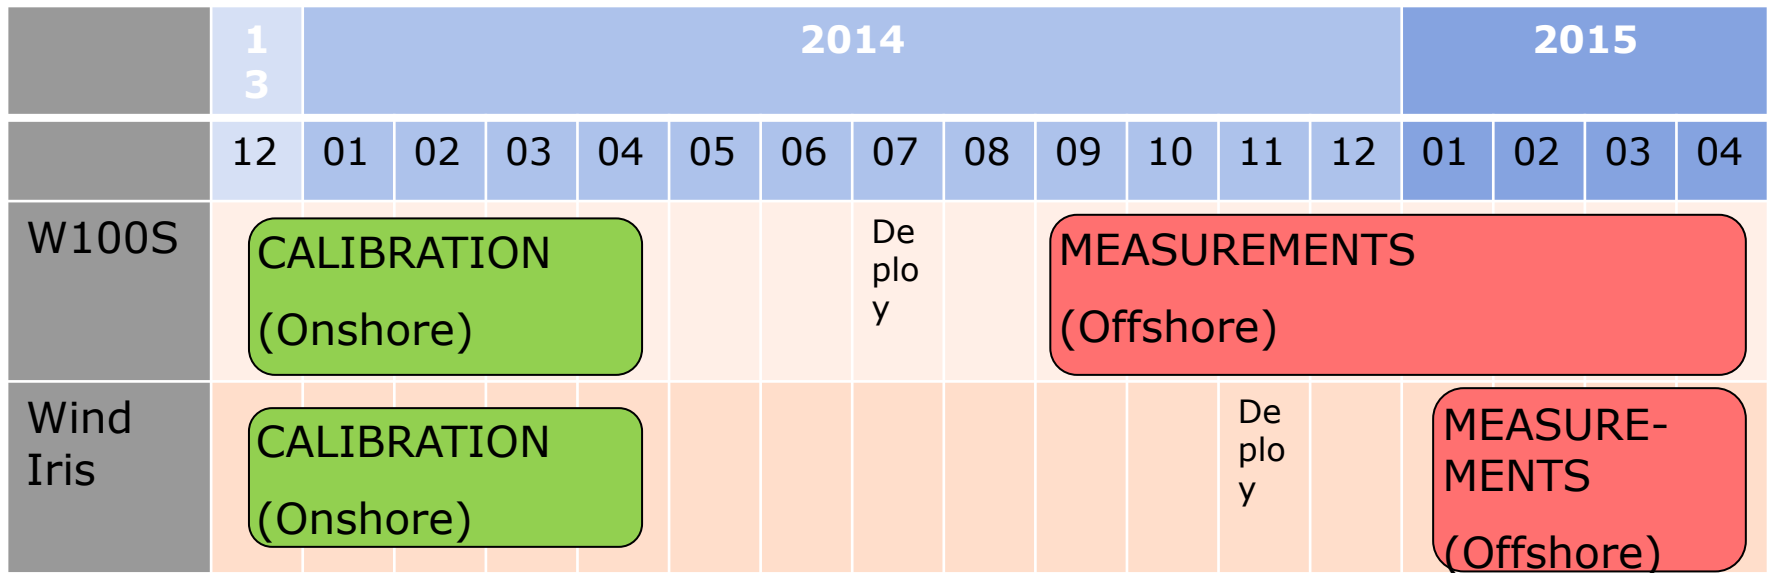 1
3
2014
2015
12 01 02 03 04 05 06 07 08 09 10 11 12 01 02 03 04
W100S
CALIBRATION
(Onshore)
De
plo
y
MEASUREMENTS
(Offshore)
Wind
Iris
CALIBRATION
(Onshore)
De
plo
y
MEASURE-
MENTS
(Offshore)